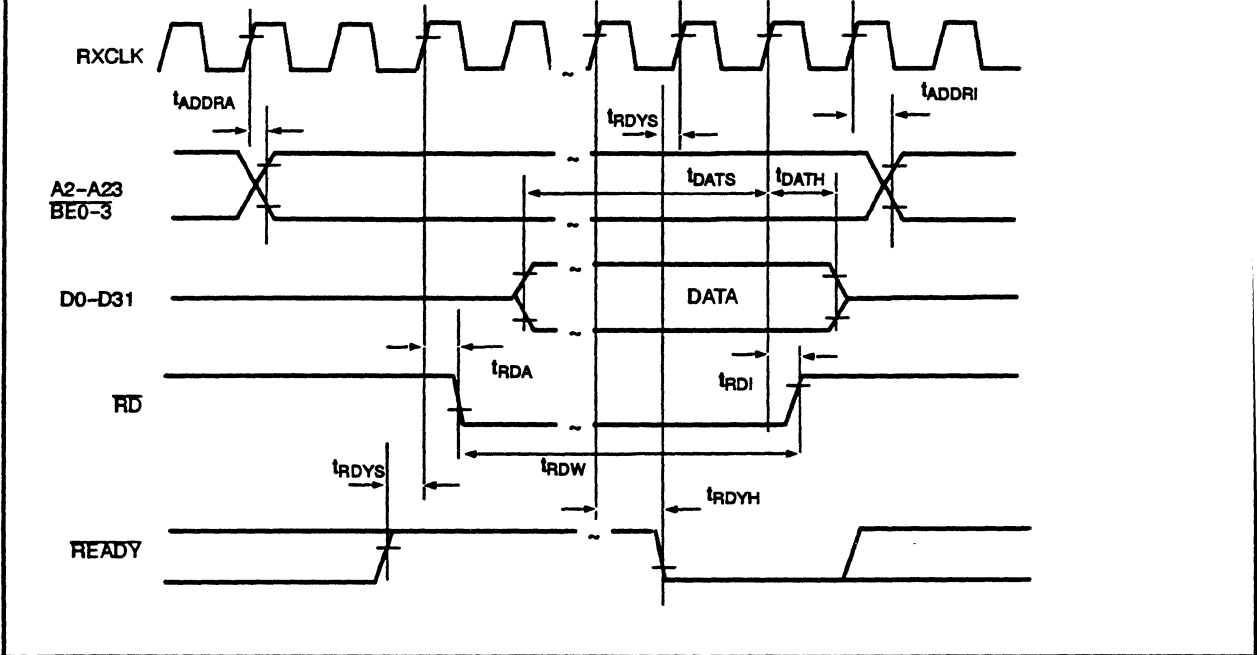 RXCLK
tADDRA
tADDRI
tRDYS
A2–A23
BE0–3
tDATS
tDATH
D0–D31
DATA
tRDA
tRDI
RD
tRDW
tRDYS
tRDYH
READY